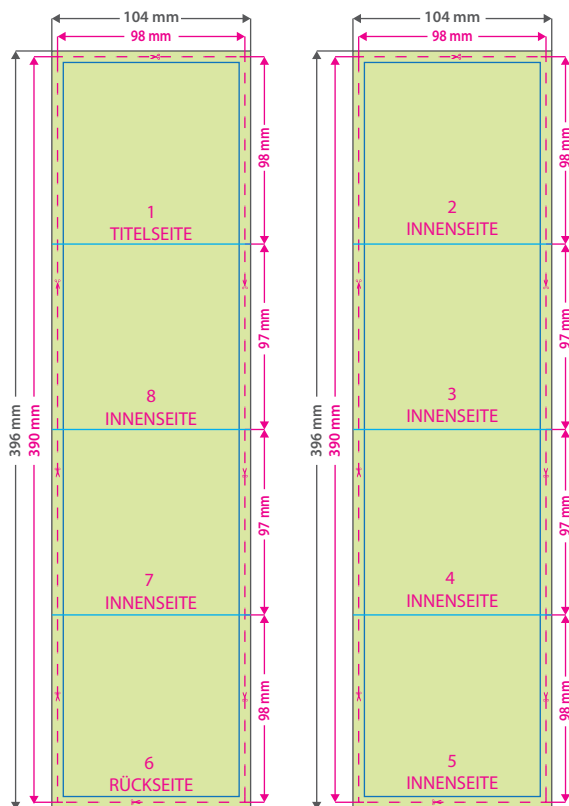 104 mm
98 mm
396 mm
390 mm
98 mm
1
TITELSEITE
97 mm
8
INNENSEITE
97 mm
7
INNENSEITE
98 mm
6
RÜCKSEITE
104 mm
98 mm
396 mm
390 mm
98 mm
2
INNENSEITE
97 mm
3
INNENSEITE
97 mm
4
INNENSEITE
98 mm
5
INNENSEITE